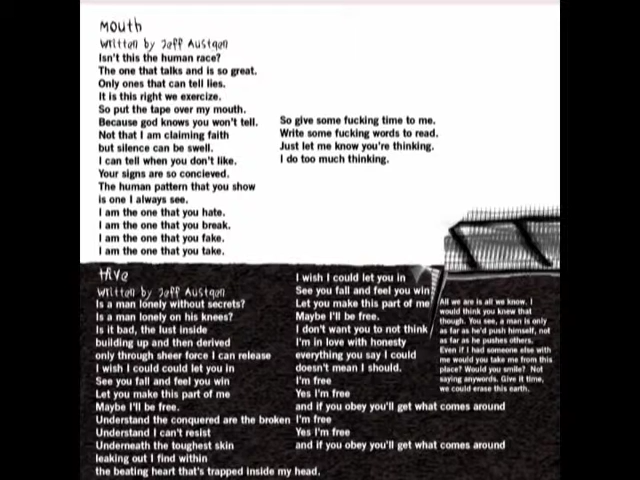 mouth
written by Jeff Austgen
Isn't this the human race?
The one that talks and is so great.
Only ones that can tell lies.
It is this right we exercize.
So put the tape over my mouth.
Because god knows you won't tell.
Not that I am claiming faith
but silence can be swell.
I can tell when you don't like.
Your signs are so concieved.
The human pattern that you show
is one I always see.
I am the one that you hate.
I am the one that you break.
I am the one that you fake.
I am the one that you take.
So give some fucking time to me.
Write some fucking words to read.
Just let me know you're thinking.
I do too much thinking.
five
written by Jeff Austgen
Is a man lonely without secrets?
Is a man lonely on his knees?
Is it bad, the lust inside
building up and then derived
only through sheer force I can release
I wish I could could let you in
See you fall and feel you win
Let you make this part of me
Maybe I'll be free.
Understand the conquered are the broken
Understand I can't resist
Underneath the toughest skin
leaking out I find within
the beating heart that's trapped inside my head.
I wish I could let you in
See you fall and feel you win
Let you make this part of me
Maybe I'll be free.
I don't want you to not think
I'm in love with honesty
everything you say I could
doesn't mean I should.
I'm free
Yes I'm free
and if you obey you'll get what comes around
I'm free
Yes I'm free
and if you obey you'll get what comes around
All we are is all we know. I
would think you knew that
though. You see, a man is only
as far as he'd push himself, not
as far as he pushes others.
Even if I had someone else with
me would you take me from this
place? Would you smile? Not
saying anywords. Give it time,
we could erase this earth.